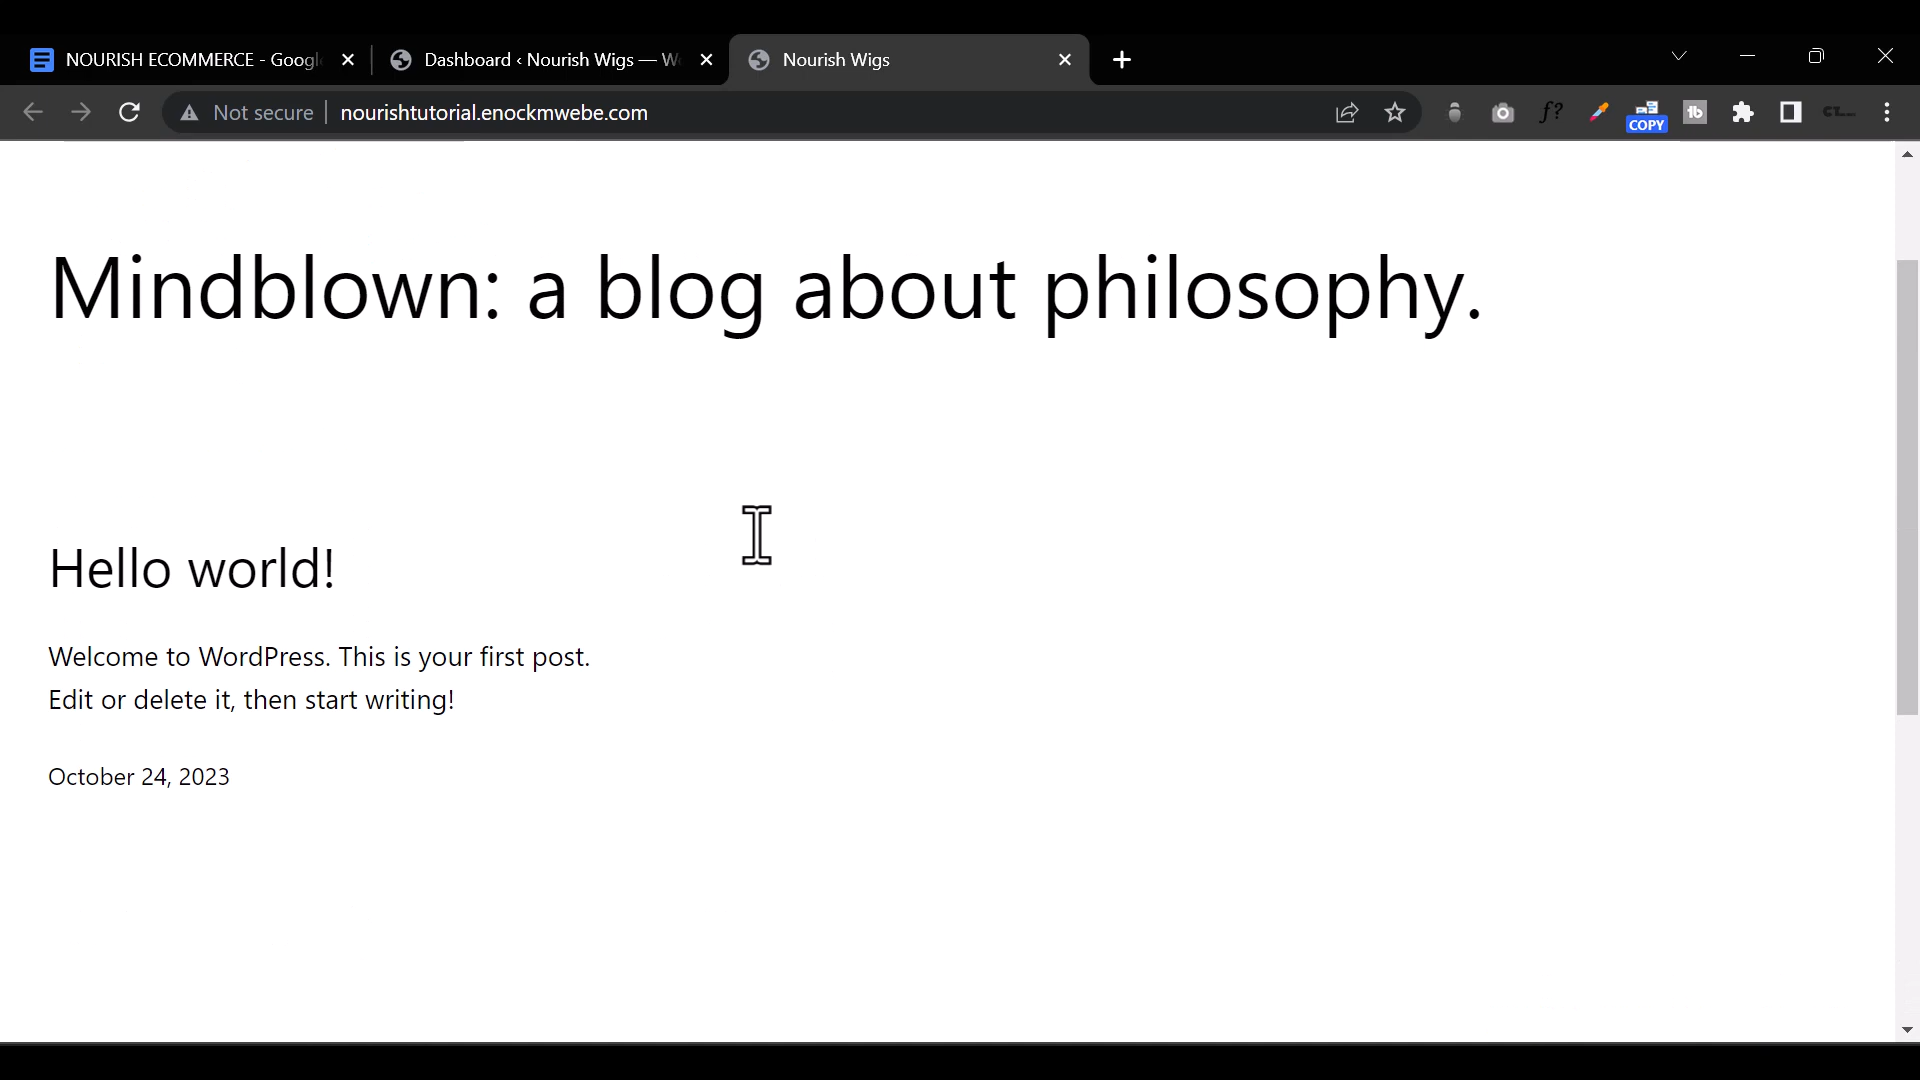 NOURISH ECOMMERCE - Googl
Dashboard ‹ Nourish Wigs — W
Nourish Wigs
Not secure
nourishtutorial.enockmwebe.com
f?
COPY
tb
Mindblown: a blog about philosophy.
Hello world!
Welcome to WordPress. This is your first post.
Edit or delete it, then start writing!
October 24, 2023